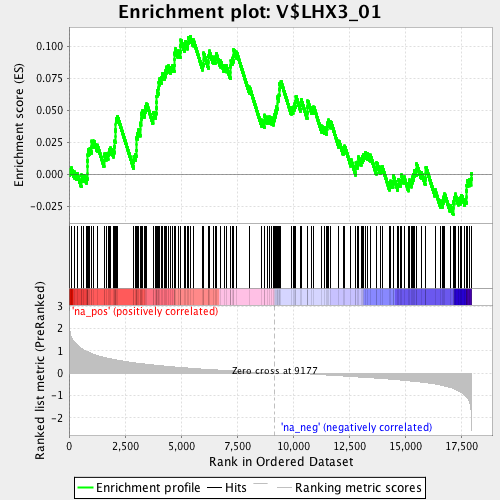 Enrichment plot: V$LHX3_01
Enrichment score (ES)
0.100
0.075
0.050
0.025
0.000
-0.025
Ranked list metric (PreRanked)
3
2
1
0
-1
-2
'na_pos' (positively correlated)
Zero cross at 9177
'na_neg' (negatively correlated)
0
2,500
5,000
7,500
10,000
12,500
15,000
17,500
Rank in Ordered Dataset
Enrichment profile
Hits
Ranking metric scores